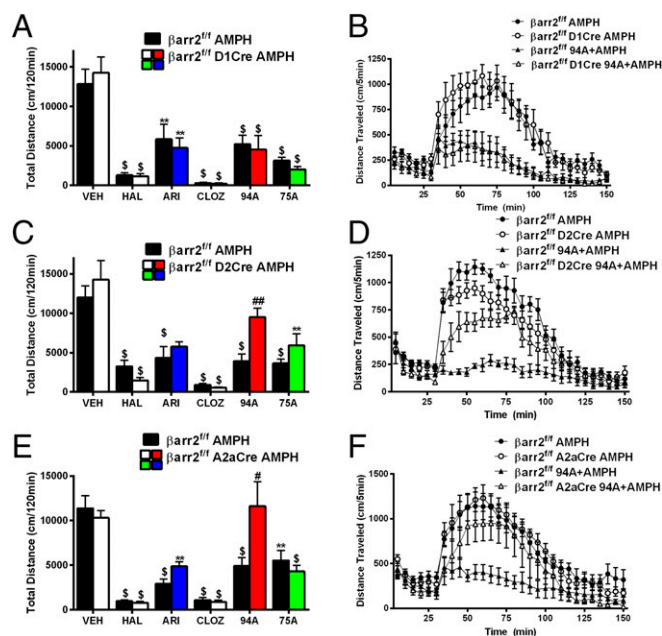 A
βarr2f/f AMPH
βarr2f/f D1Cre AMPH
Total Distance (cm/120min)
15000
10000
5000
0
** **
$ $
$ $
$ $
$ $
VEH HAL ARI CLOZ 94A 75A
B
βarr2f/f AMPH
βarr2f/f D1Cre AMPH
βarr2f/f 94A+AMPH
βarr2f/f D1Cre 94A+AMPH
Distance Traveled (cm/5min)
1250
1000
750
500
250
0
0 25 50 75 100 125 150
Time (min)
C
βarr2f/f AMPH
βarr2f/f D2Cre AMPH
Total Distance (cm/120min)
15000
10000
5000
0
##
$ $
$
$ $
$
$ **
VEH HAL ARI CLOZ 94A 75A
D
βarr2f/f AMPH
βarr2f/f D2Cre AMPH
βarr2f/f 94A+AMPH
βarr2f/f D2Cre 94A+AMPH
Distance Traveled (cm/5min)
1250
1000
750
500
250
0
0 25 50 75 100 125 150
Time (min)
E
βarr2f/f AMPH
βarr2f/f A2aCre AMPH
Total Distance (cm/120min)
15000
10000
5000
0
#
$ $
$ **
$ $
$
** $
VEH HAL ARI CLOZ 94A 75A
F
βarr2f/f AMPH
βarr2f/f A2aCre AMPH
βarr2f/f 94A+AMPH
βarr2f/f A2aCre 94A+AMPH
Distance Traveled (cm/5min)
1500
1000
500
0
0 25 50 75 100 125 150
Time (min)